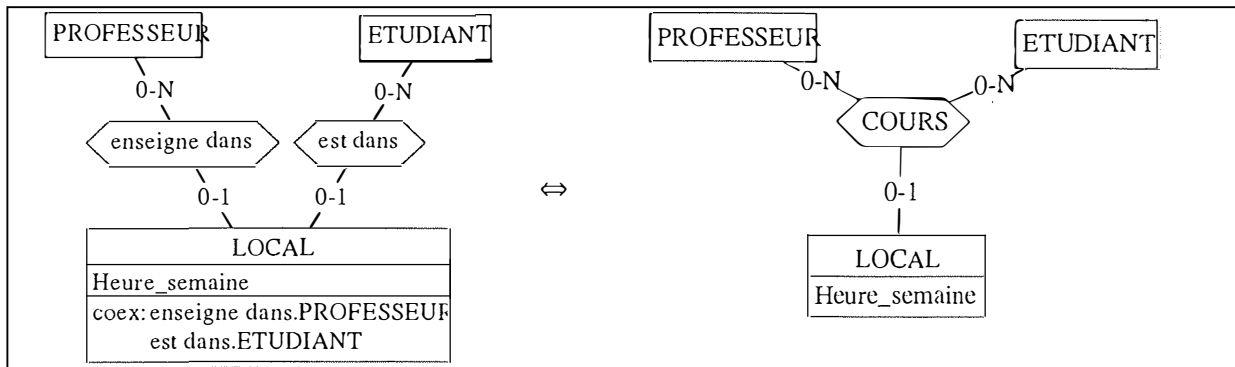 PROFESSEUR
ETUDIANT
0-N
0-N
enseigne dans
est dans
0-1
0-1
LOCAL
Heure_semaine
coex: enseigne dans.PROFESSEUR
est dans.ETUDIANT
⇔
PROFESSEUR
ETUDIANT
0-N
0-N
COURS
0-1
LOCAL
Heure_semaine